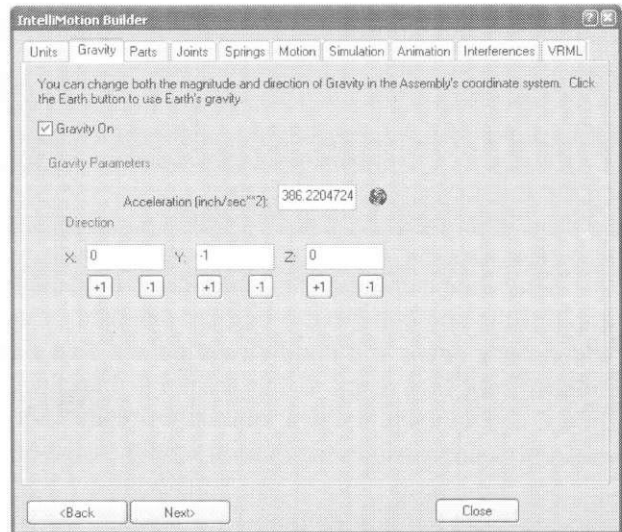 IntelliMotion Builder
Units Gravity Parts Joints Springs Motion Simulation Animation Interferences VRML
You can change both the magnitude and direction of Gravity in the Assembly's coordinate system. Click
the Earth button to use Earth's gravity
Gravity On
Gravity Parameters
Acceleration (inch/sec**2): 386.2204724
Direction
X: 0 Y: -1 Z: 0
+1 -1 +1 -1 +1 -1
<Back Next> Close